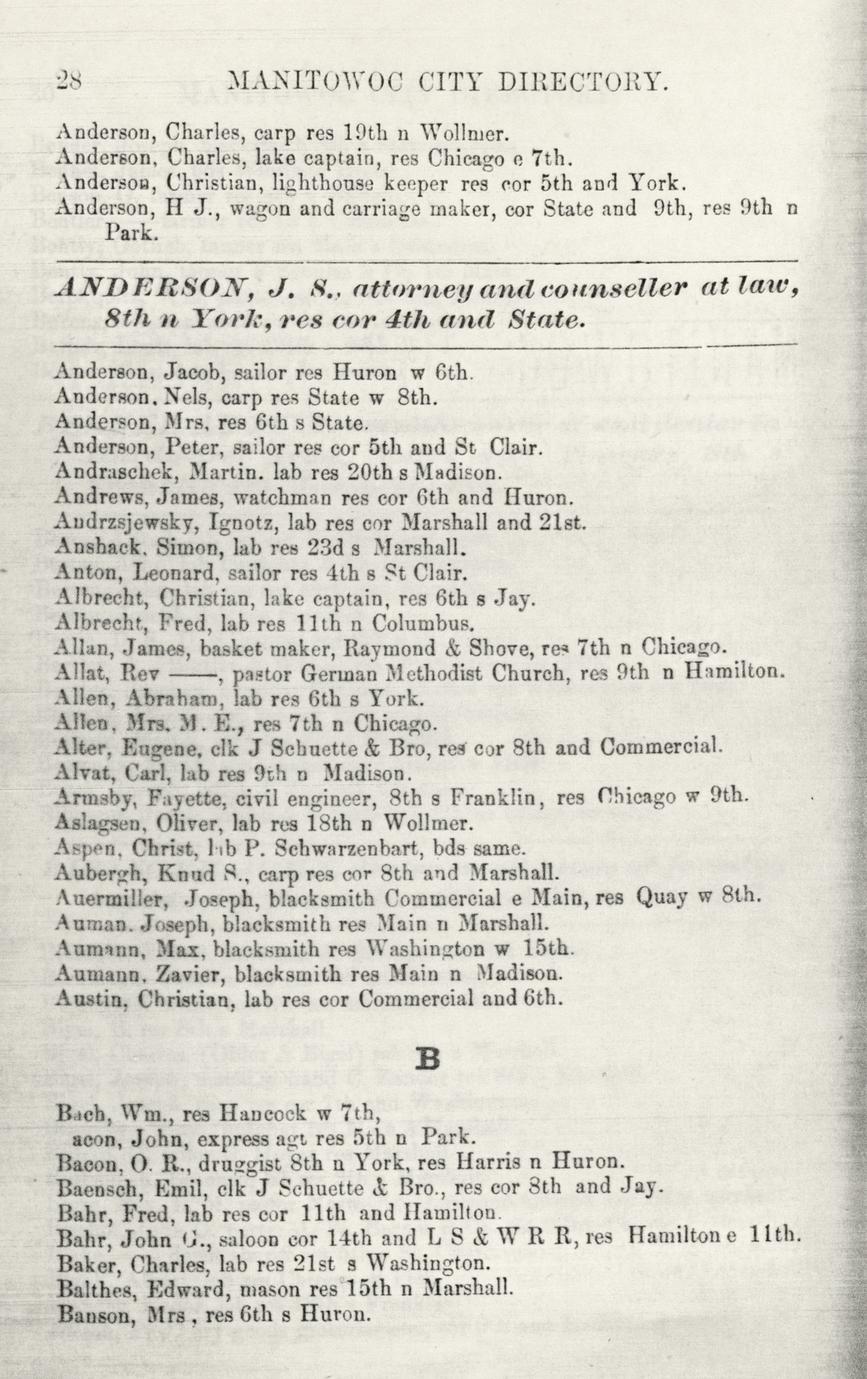 28 MANITOWOC CITY DIRECTORY.
Anderson, Charles, carp res 19th n Wollmer.
Anderson, Charles, lake captain, res Chicago e 7th.
Anderson, Christian, lighthouse keeper res cor 5th and York.
Anderson, H J., wagon and carriage maker, cor State and 9th, res 9th n
Park.
ANDERSON, J. S., attorney and counseller at law,
8th n York, res cor 4th and State.
Anderson, Jacob, sailor res Huron w 6th.
Anderson, Nels, carp res State w 8th.
Anderson, Mrs, res 6th s State.
Anderson, Peter, sailor res cor 5th and St Clair.
Andraschek, Martin. lab res 20th s Madison.
Andrews, James, watchman res cor 6th and Huron.
Andrzsjewsky, Ignotz, lab res cor Marshall and 21st.
Anshack, Simon, lab res 23d s Marshall.
Anton, Leonard, sailor res 4th s St Clair.
Albrecht, Christian, lake captain, res 6th s Jay.
Albrecht, Fred, lab res 11th n Columbus.
Allan, James, basket maker, Raymond & Shove, res 7th n Chicago.
Allat, Rev ——, pastor German Methodist Church, res 9th n Hamilton.
Allen, Abraham, lab res 6th s York.
Allen, Mrs. M. E., res 7th n Chicago.
Alter, Eugene, clk J Schuette & Bro, res cor 8th and Commercial.
Alvat, Carl, lab res 9th n Madison.
Armsby, Fayette, civil engineer, 8th s Franklin, res Chicago w 9th.
Aslagsen, Oliver, lab res 18th n Wollmer.
Aspen, Christ, lab P. Schwarzenbart, bds same.
Aubergh, Knud S., carp res cor 8th and Marshall.
Auermiller, Joseph, blacksmith Commercial e Main, res Quay w 8th.
Auman. Joseph, blacksmith res Main n Marshall.
Aumann, Max, blacksmith res Washington w 15th.
Aumann, Zavier, blacksmith res Main n Madison.
Austin, Christian, lab res cor Commercial and 6th.
B
Bach, Wm., res Hancock w 7th,
acon, John, express agt res 5th n Park.
Bacon, O. R., druggist 8th n York, res Harris n Huron.
Baensch, Emil, clk J Schuette & Bro., res cor 8th and Jay.
Bahr, Fred, lab res cor 11th and Hamilton.
Bahr, John G., saloon cor 14th and L S & W R R, res Hamilton e 11th.
Baker, Charles, lab res 21st s Washington.
Balthes, Edward, mason res 15th n Marshall.
Banson, Mrs , res 6th s Huron.